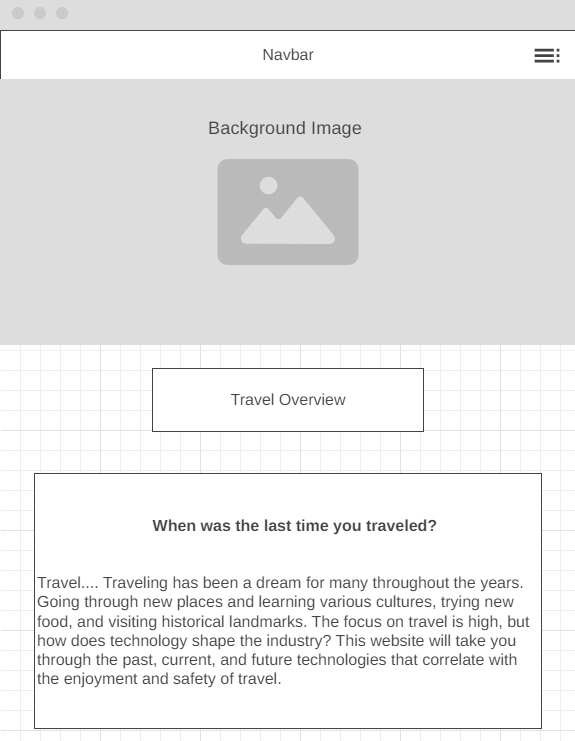 Navbar
Background Image
Travel Overview
When was the last time you traveled?
Travel.... Traveling has been a dream for many throughout the years.
Going through new places and learning various cultures, trying new
food, and visiting historical landmarks. The focus on travel is high, but
how does technology shape the industry? This website will take you
through the past, current, and future technologies that correlate with
the enjoyment and safety of travel.